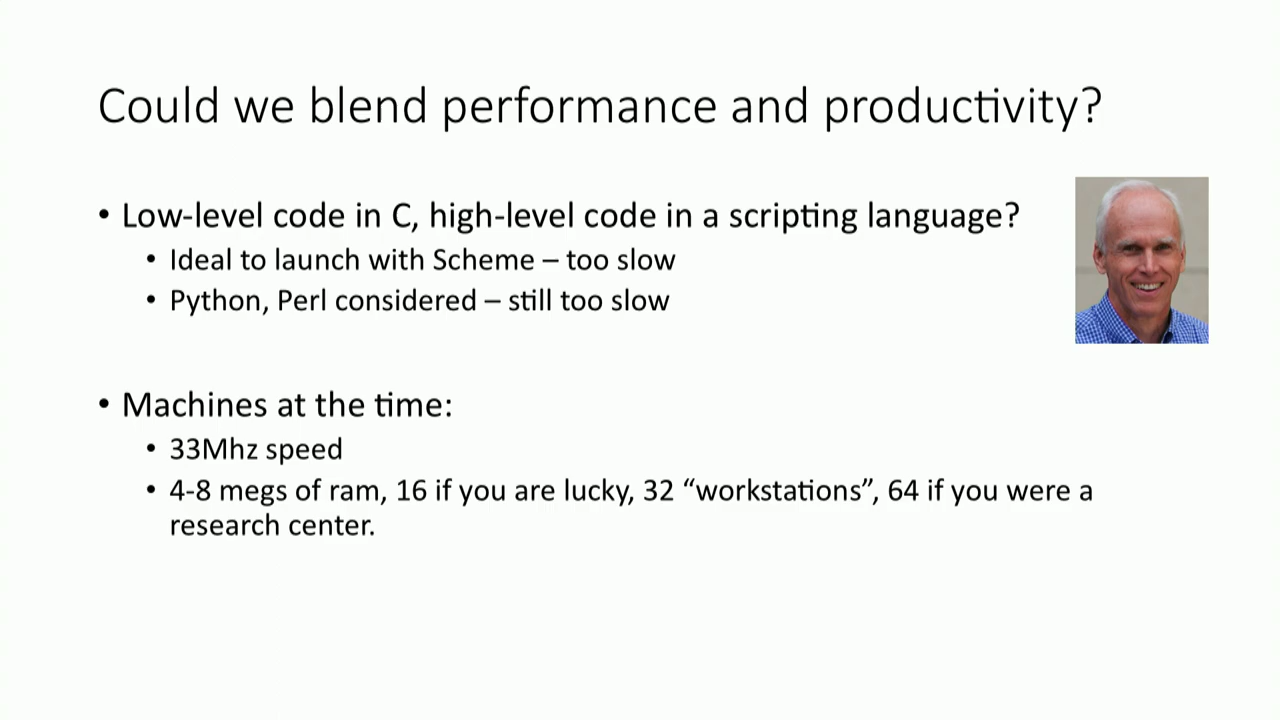 Could we blend performance and productivity?
• Low-level code in C, high-level code in a scripting language?
• Ideal to launch with Scheme – too slow
• Python, Perl considered – still too slow
• Machines at the time:
• 33Mhz speed
• 4-8 megs of ram, 16 if you are lucky, 32 “workstations”, 64 if you were a
research center.